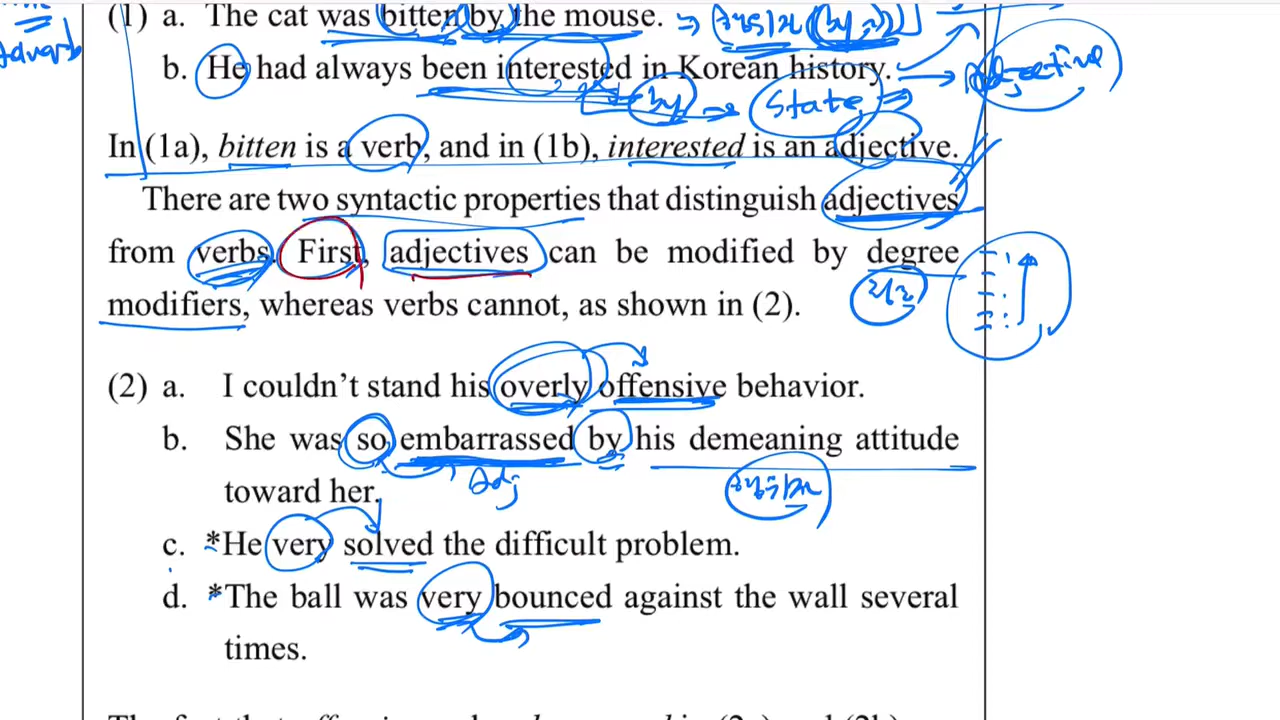 (1) a. The cat was bitten by the mouse.
adverb
b. He had always been interested in Korean history.
Adjective
by → State ⇒
In (1a), bitten is a verb, and in (1b), interested is an adjective.
There are two syntactic properties that distinguish adjectives
from verbs. First, adjectives can be modified by degree
modifiers, whereas verbs cannot, as shown in (2).
(2) a. I couldn’t stand his overly offensive behavior.
b. She was so embarrassed by his demeaning attitude
Adj
toward her.
c. *He very solved the difficult problem.
d. *The ball was very bounced against the wall several
times.